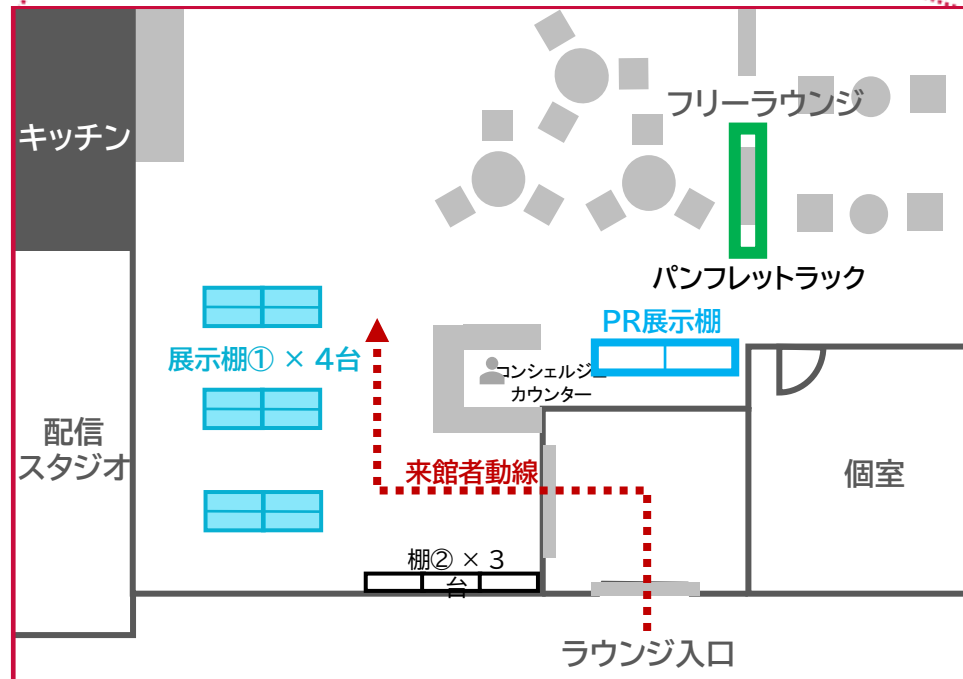 フリーラウンジ
キッチン
パンフレットラック
PR展示棚
展示棚① × 4台
コンシェルジュ
カウンター
配信
スタジオ
来館者動線
個室
棚② × 3
台
ラウンジ入口